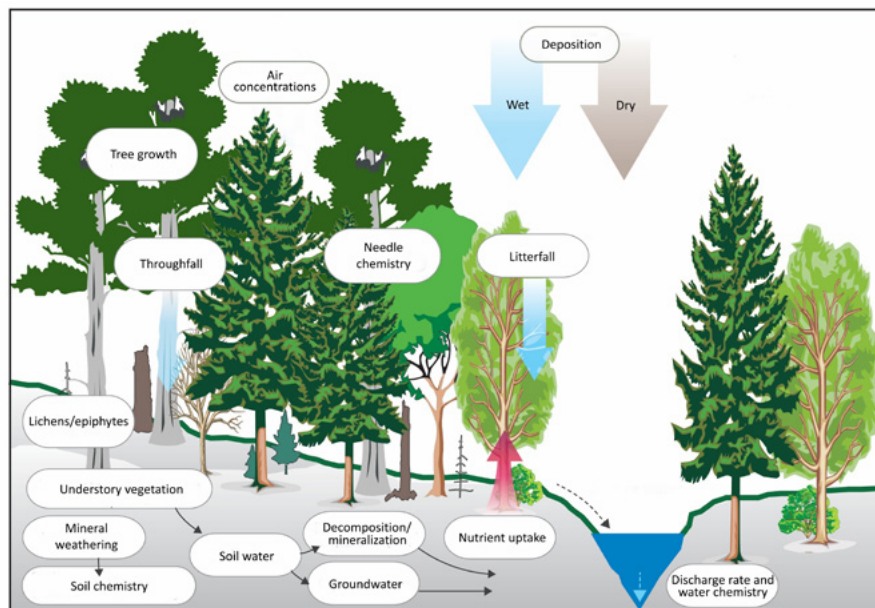 Deposition
Air
concentrations
Wet
Dry
Tree growth
Throughfall
Needle
chemistry
Litterfall
Lichens/epiphytes
Understory vegetation
Mineral
weathering
Soil water
Decomposition/
mineralization
Nutrient uptake
Soil chemistry
Groundwater
Discharge rate and
water chemistry